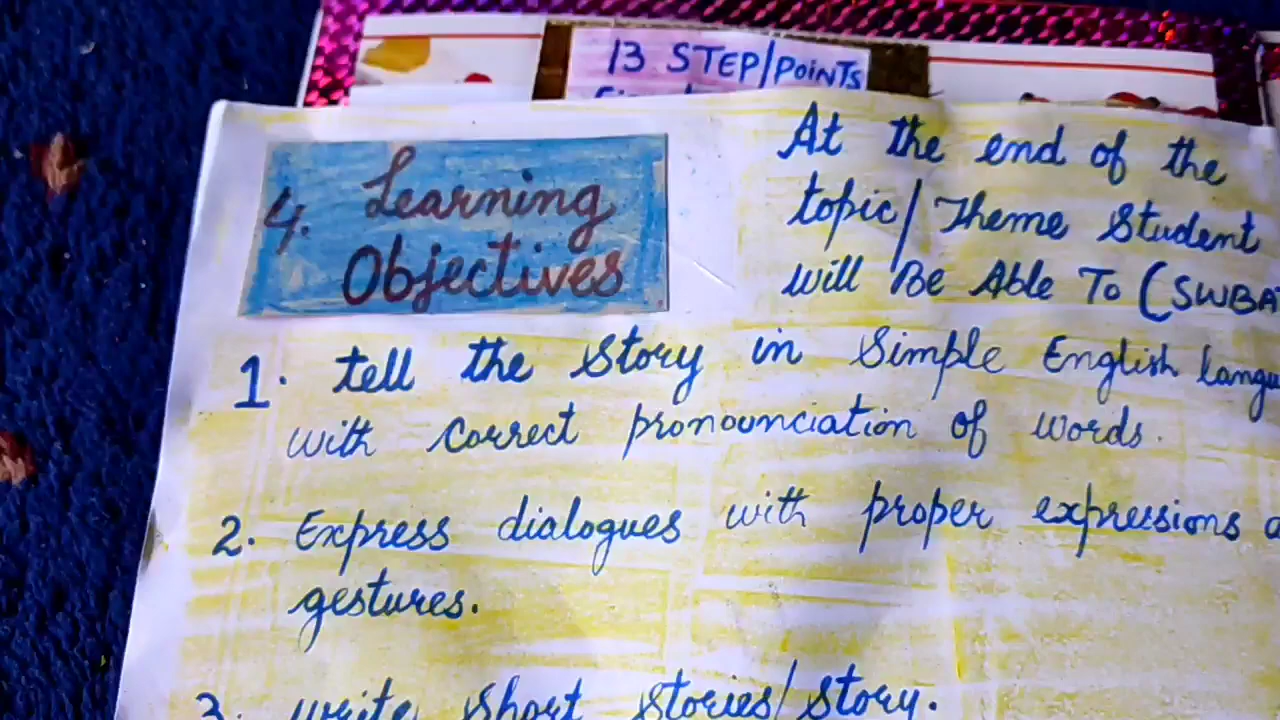 13 STEP/POINTS
4. Learning
Objectives
At the end of the
topic/Theme Student
will Be Able To (SWBA
1. tell the story in Simple English langu
with correct pronounciation of words.
2. Express dialogues with proper expressions
gestures.
3. write short stories/story.